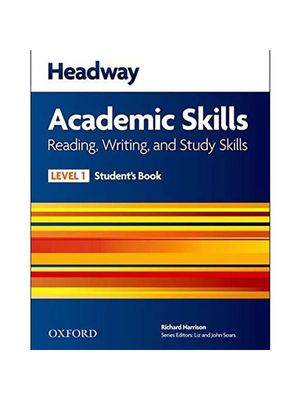 Headway
Academic Skills
Reading, Writing, and Study Skills
LEVEL 1 Student's Book
Richard Harrison
OXFORD
Series Editors: Liz and John Soars